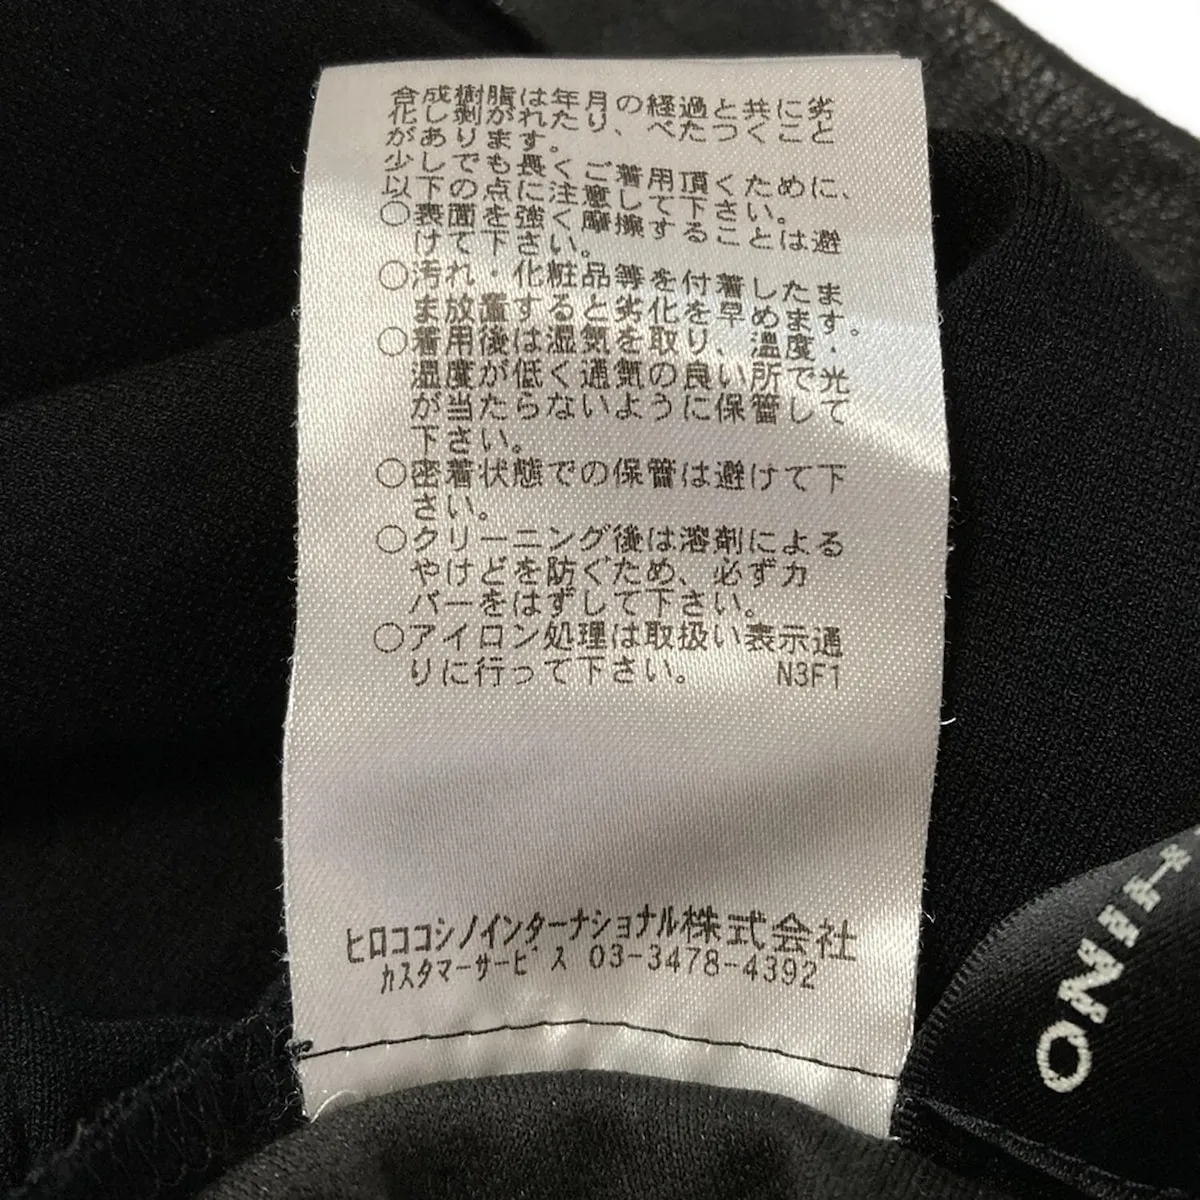 合成樹脂は年月の経過と共に劣
化し剥がれたり、べたつくこと
があります。
少しでも長くご着用頂くために、
以下の点に注意して下さい。
○表面を強く摩擦することは避
けて下さい。
○汚れ・化粧品等を付着したま
ま放置すると劣化を早めます。
○着用後は湿気を取り、温度・
湿度が低く通気の良い所で光
が当たらないように保管して
下さい。
○密着状態での保管は避けて下
さい。
○クリーニング後は溶剤による
やけどを防ぐため、必ずカ
バーをはずして下さい。
○アイロン処理は取扱い表示通
りに行って下さい。 N3F1
ヒロココシノインターナショナル株式会社
カスタマーサービス 03-3478-4392
HINO